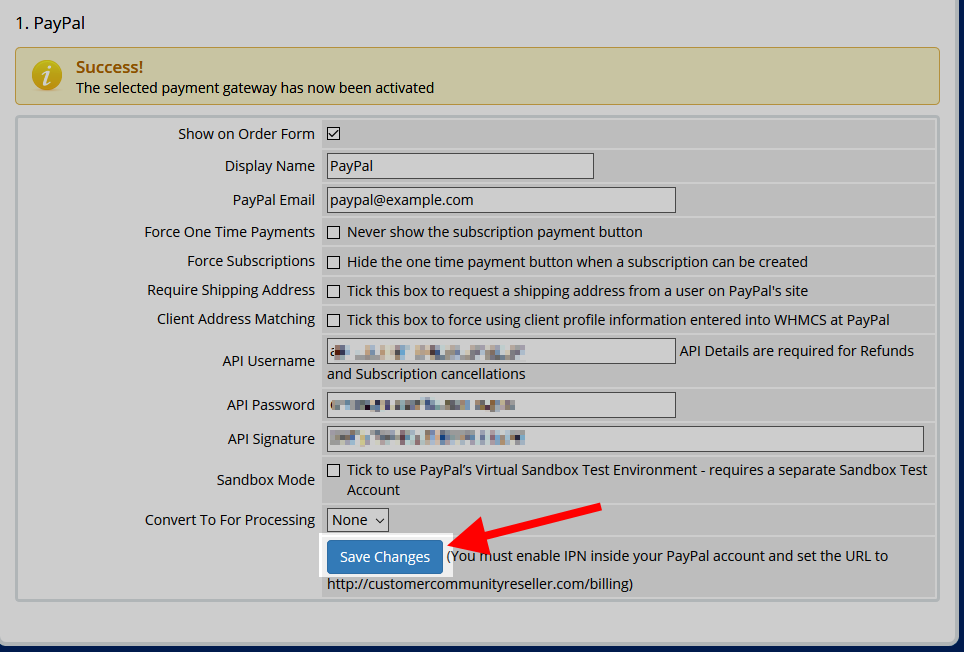 1. PayPal
Success!
The selected payment gateway has now been activated
Show on Order Form
Display Name PayPal
PayPal Email paypal@example.com
Force One Time Payments Never show the subscription payment button
Force Subscriptions Hide the one time payment button when a subscription can be created
Require Shipping Address Tick this box to request a shipping address from a user on PayPal's site
Client Address Matching Tick this box to force using client profile information entered into WHMCS at PayPal
API Username API Details are required for Refunds
and Subscription cancellations
API Password
API Signature
Sandbox Mode Tick to use PayPal’s Virtual Sandbox Test Environment - requires a separate Sandbox Test
Account
Convert To For Processing None
Save Changes (You must enable IPN inside your PayPal account and set the URL to
http://customercommunityreseller.com/billing)